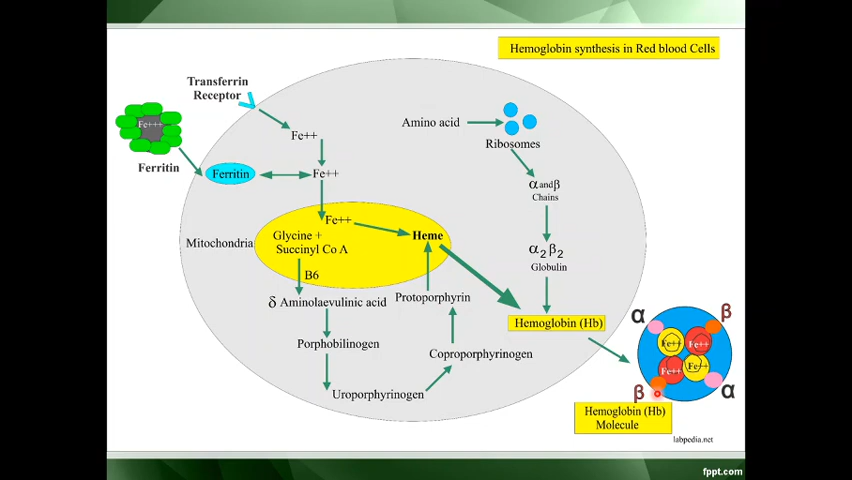 Hemoglobin synthesis in Red blood Cells
Transferrin
Receptor
Fe+++
Ferritin
Ferritin
Fe++
Fe++
Fe++
Mitochondria
Glycine +
Succinyl Co A
Heme
B6
δ Aminolaevulinic acid
Porphobilinogen
Uroporphyrinogen
Coproporphyrinogen
Protoporphyrin
Amino acid
Ribosomes
α and β
Chains
α2 β2
Globulin
Hemoglobin (Hb)
α
β
Fe++
Fe++
Fe++
Fe++
β
α
Hemoglobin (Hb)
Molecule
labpedia.net
fppt.com